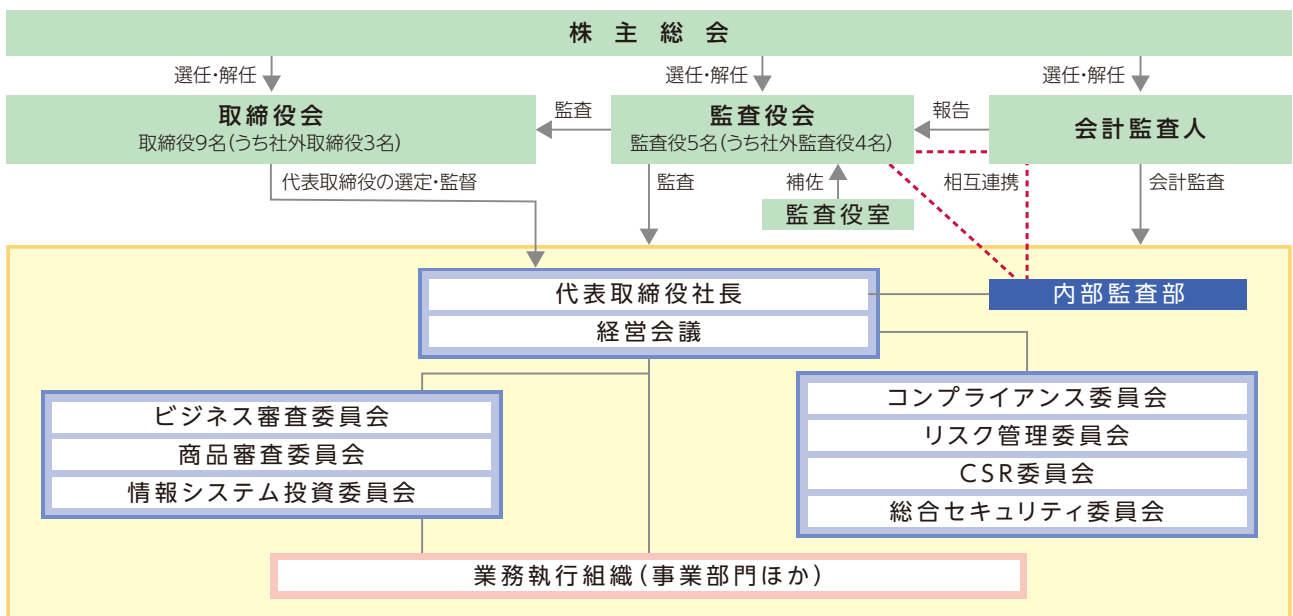 株主総会
選任・解任
選任・解任
選任・解任
取締役会
取締役9名(うち社外取締役3名)
監査
監査役会
監査役5名(うち社外監査役4名)
報告
会計監査人
代表取締役の選定・監督
監査
補佐
相互連携
会計監査
監査役室
代表取締役社長
内部監査部
経営会議
ビジネス審査委員会
商品審査委員会
情報システム投資委員会
コンプライアンス委員会
リスク管理委員会
CSR委員会
総合セキュリティ委員会
業務執行組織(事業部門ほか)